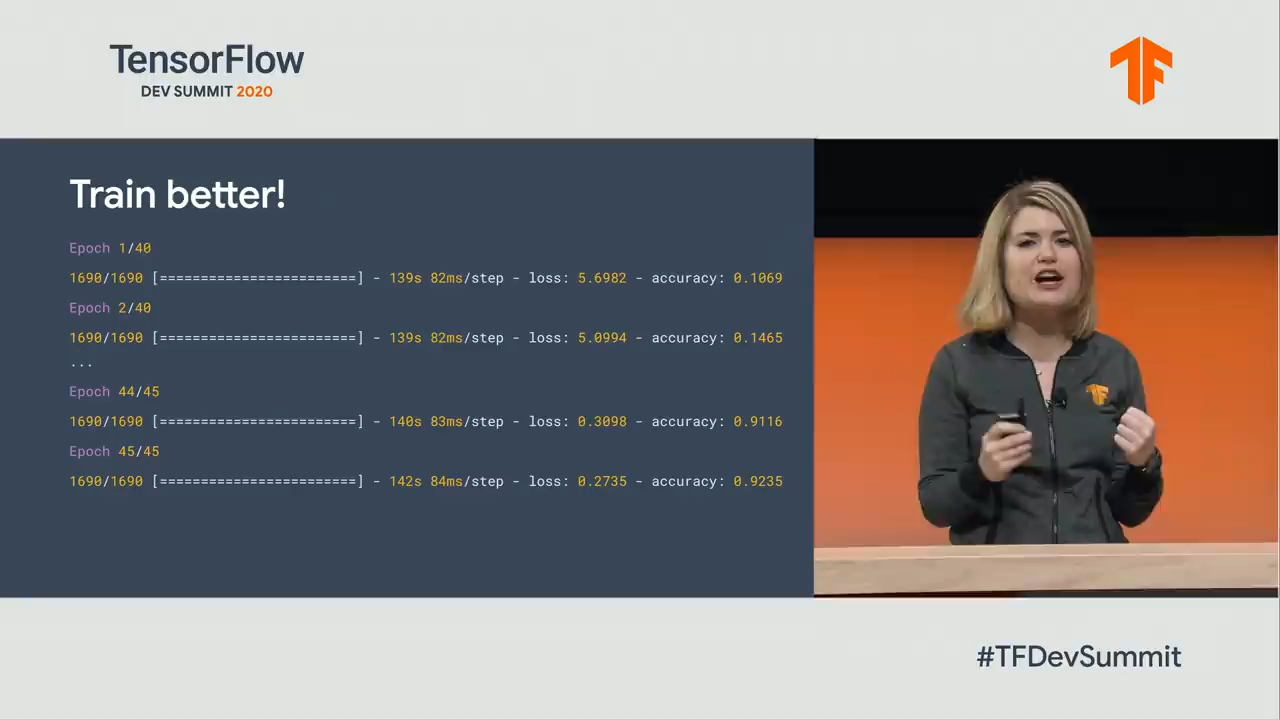 TensorFlow
DEV SUMMIT 2020
TF
Train better!
Epoch 1/40
1690/1690 [========================] - 139s 82ms/step - loss: 5.6982 - accuracy: 0.1069
Epoch 2/40
1690/1690 [========================] - 139s 82ms/step - loss: 5.0994 - accuracy: 0.1465
...
Epoch 44/45
1690/1690 [========================] - 140s 83ms/step - loss: 0.3098 - accuracy: 0.9116
Epoch 45/45
1690/1690 [========================] - 142s 84ms/step - loss: 0.2735 - accuracy: 0.9235
TF
#TFDevSummit